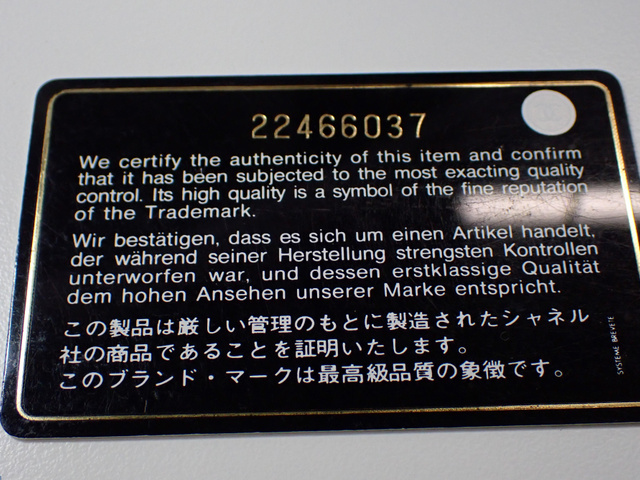 22466037
We certify the authenticity of this item and confirm
that it has been subjected to the most exacting quality
control. Its high quality is a symbol of the fine reputation
of the Trademark.
Wir bestätigen, dass es sich um einen Artikel handelt,
der während seiner Herstellung strengsten Kontrollen
unterworfen war, und dessen erstklassige Qualität
dem hohen Ansehen unserer Marke entspricht.
この製品は厳しい管理のもとに製造されたシャネル
社の商品であることを証明いたします。
このブランド・マークは最高級品質の象徴です。
SYSTEME BREVETE